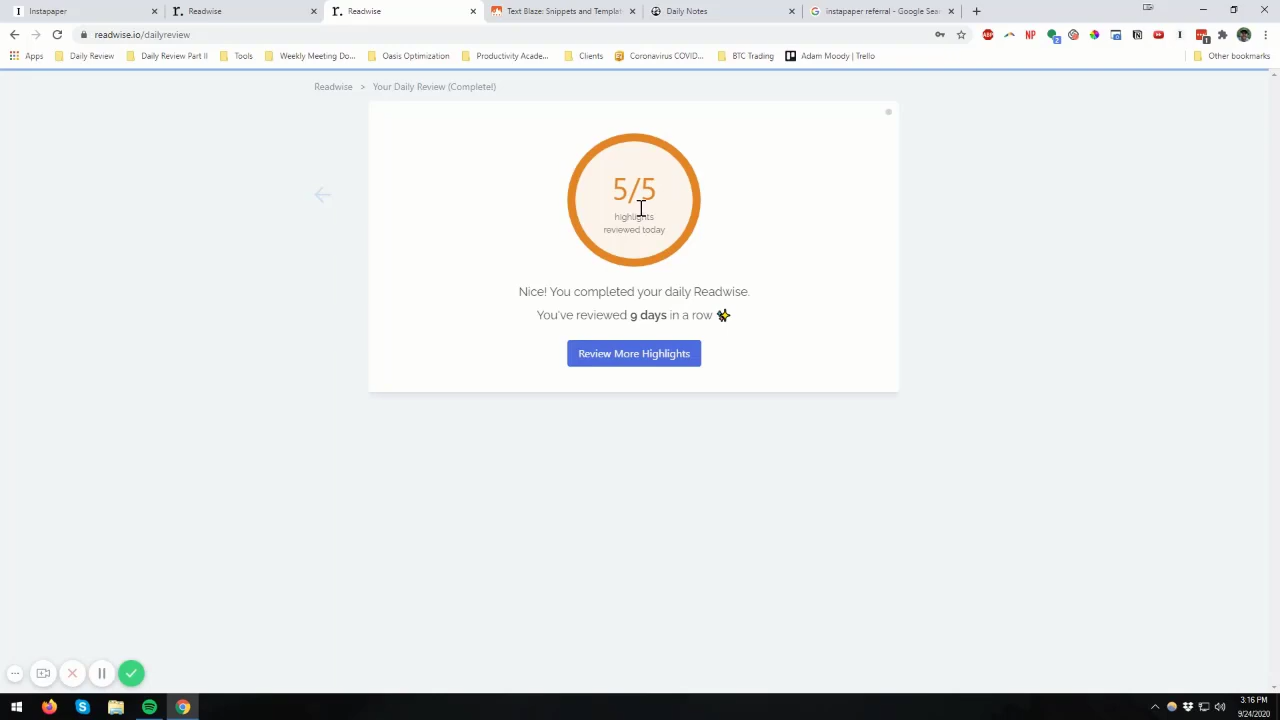 Instapaper
Readwise
Readwise
Text Blaze: Snippets and Templat
Daily Notes
instapaper referral - Google Sear
readwise.io/dailyreview
Apps
Daily Review
Daily Review Part II
Tools
Weekly Meeting Do...
Oasis Optimization
Productivity Acade...
Clients
Coronavirus COVID...
BTC Trading
Adam Moody | Trello
Other bookmarks
Readwise > Your Daily Review (Complete!)
5/5
highlights
reviewed today
Nice! You completed your daily Readwise.
You've reviewed 9 days in a row
Review More Highlights
3:16 PM
9/24/2020